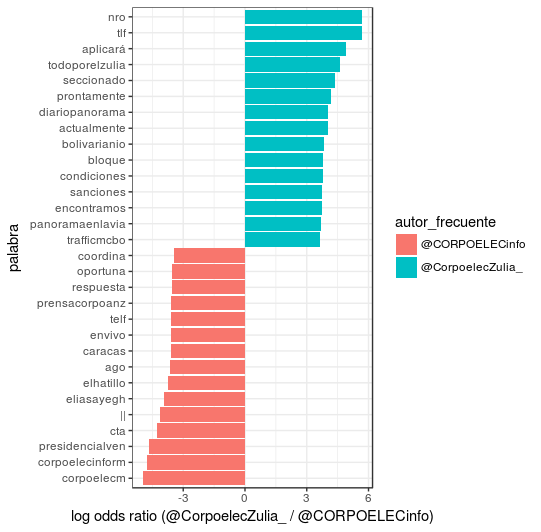 nro
tlf
aplicará
todoporelzulia
seccionado
prontamente
diariopanorama
actualmente
bolivarianio
bloque
condiciones
sanciones
encontramos
panoramaenlavia
trafficmcbo
coordina
oportuna
respuesta
prensacorpoanz
telf
envivo
caracas
ago
elhatillo
eliasayegh
||
cta
presidencialven
corpoelecinform
corpoelecm
palabra
-3 0 3 6
log odds ratio (@CorpoelecZulia_ / @CORPOELECinfo)
autor_frecuente
@CORPOELECinfo
@CorpoelecZulia_